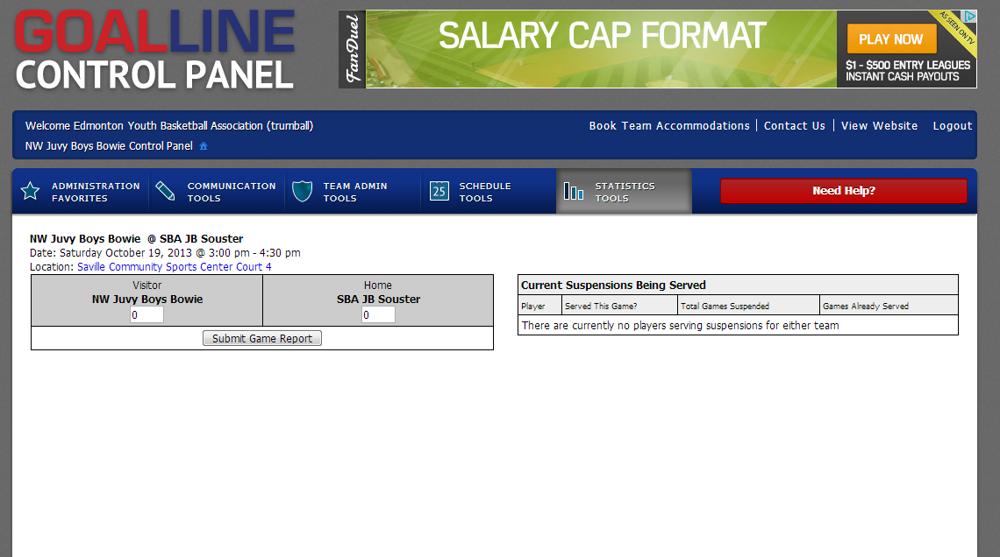 GOALLINE
CONTROL PANEL
FanDuel
SALARY CAP FORMAT
PLAY NOW
AS SEEN ON TV
$1 - $500 ENTRY LEAGUES
INSTANT CASH PAYOUTS
Welcome Edmonton Youth Basketball Association (trumball)
Book Team Accommodations | Contact Us | View Website Logout
NW Juvy Boys Bowie Control Panel
ADMINISTRATION
FAVORITES
COMMUNICATION
TOOLS
TEAM ADMIN
TOOLS
25
SCHEDULE
TOOLS
STATISTICS
TOOLS
Need Help?
NW Juvy Boys Bowie @ SBA JB Souster
Date: Saturday October 19, 2013 @ 3:00 pm - 4:30 pm
Location: Saville Community Sports Center Court 4
Visitor
NW Juvy Boys Bowie
0
Home
SBA JB Souster
0
Submit Game Report
Current Suspensions Being Served
Player Served This Game? Total Games Suspended Games Already Served
There are currently no players serving suspensions for either team